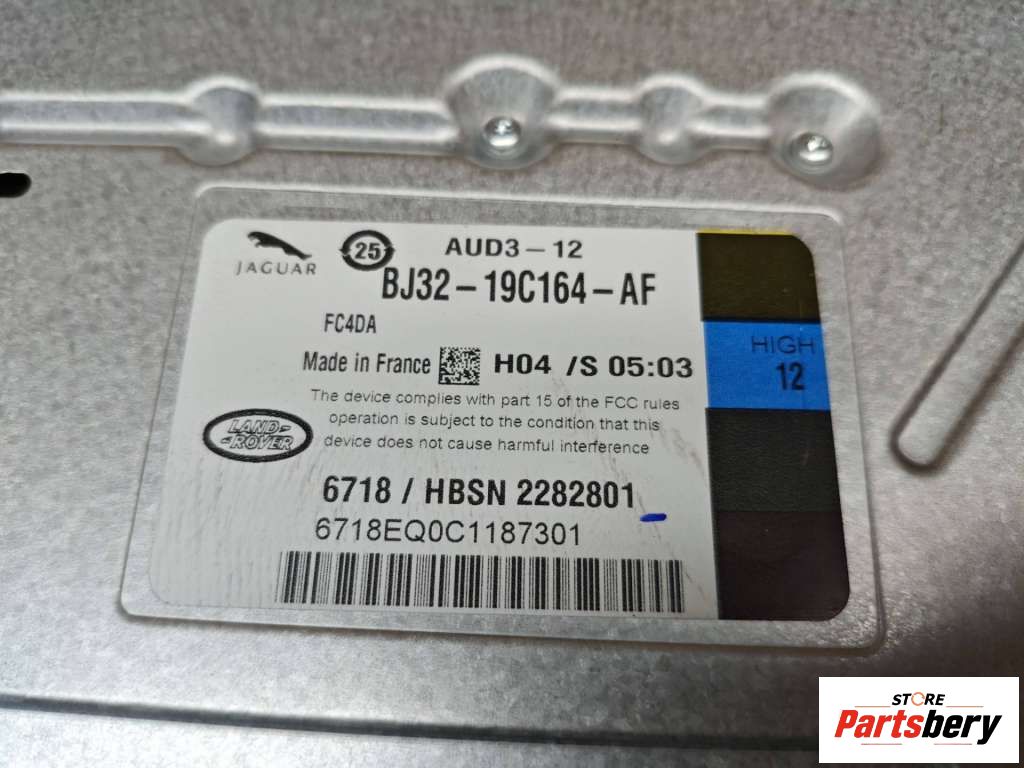 JAGUAR
25
AUD3-12
BJ32-19C164-AF
FC4DA
Made in France
H04 /S 05:03
HIGH
12
The device complies with part 15 of the FCC rules
operation is subject to the condition that this
device does not cause harmful interference
LAND-
-ROVER
6718 / HBSN 2282801
6718EQ0C1187301
STORE
Partsbery